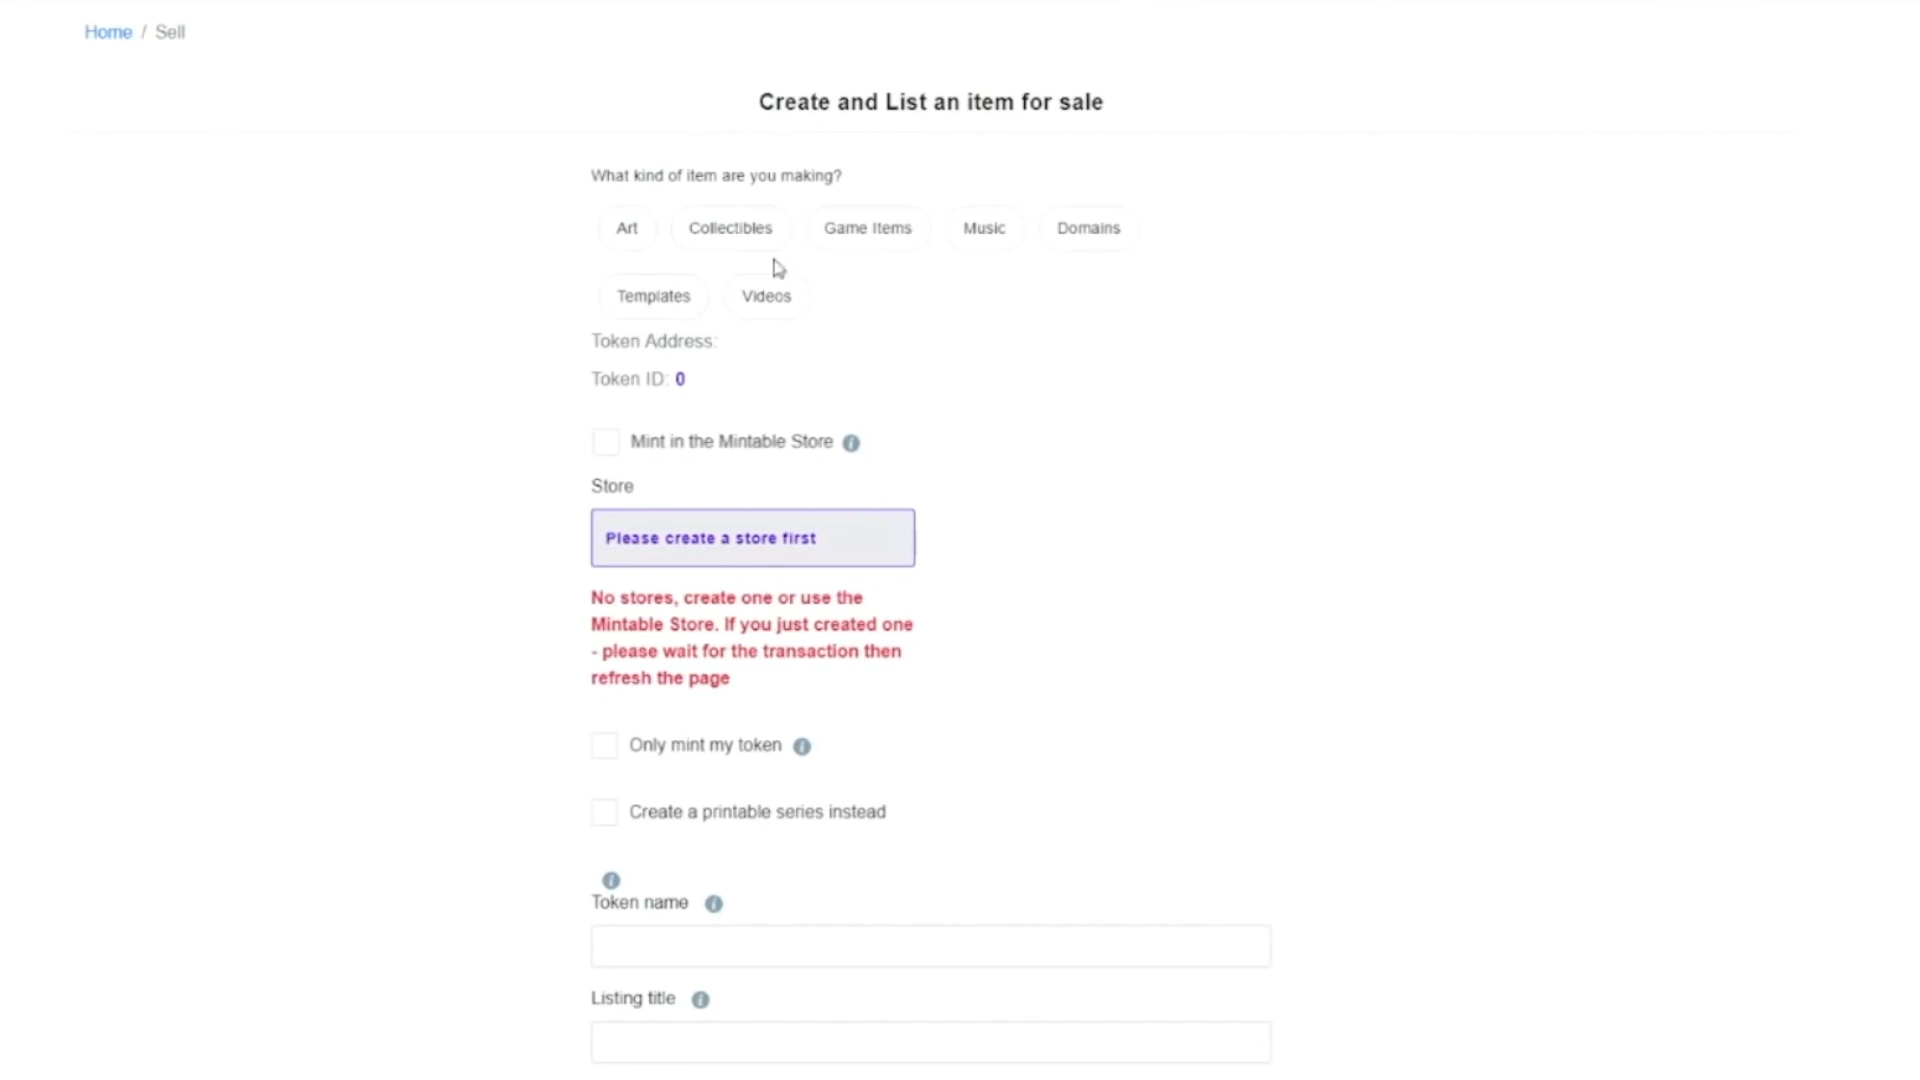 Home / Sell
Create and List an item for sale
What kind of item are you making?
Art Collectibles Game Items Music Domains
Templates Videos
Token Address:
Token ID: 0
Mint in the Mintable Store
Store
Please create a store first
No stores, create one or use the
Mintable Store. If you just created one
- please wait for the transaction then
refresh the page
Only mint my token
Create a printable series instead
Token name
Listing title